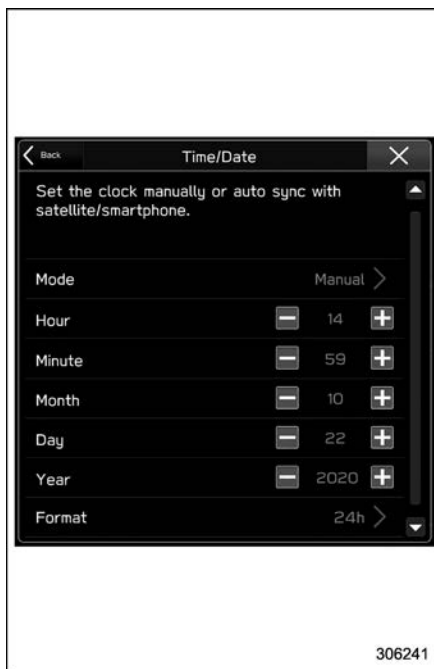 Back Time/Date
Set the clock manually or auto sync with
satellite/smartphone.
Mode Manual
Hour 14
Minute 59
Month 10
Day 22
Year 2020
Format 24h
306241